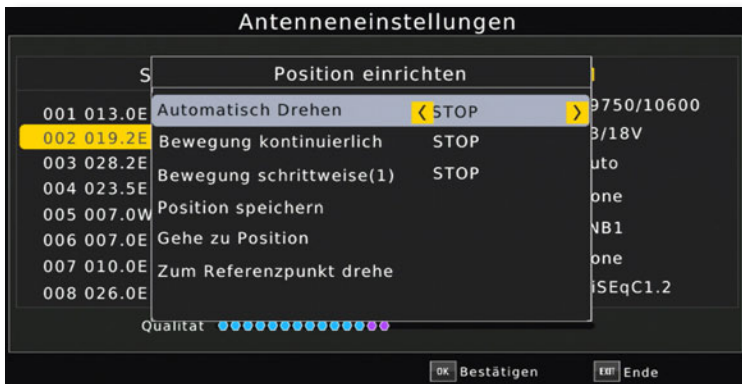 Antenneneinstellungen
S
Position einrichten
001 013.0E
Automatisch Drehen
STOP
9750/10600
002 019.2E
Bewegung kontinuierlich
STOP
3/18V
003 028.2E
Bewegung schrittweise(1)
STOP
uto
004 023.5E
one
005 007.0W
Position speichern
NB1
006 007.0E
Gehe zu Position
one
007 010.0E
Zum Referenzpunkt drehe
iSEqC1.2
008 026.0E
Qualität
OK Bestätigen
EXIT Ende